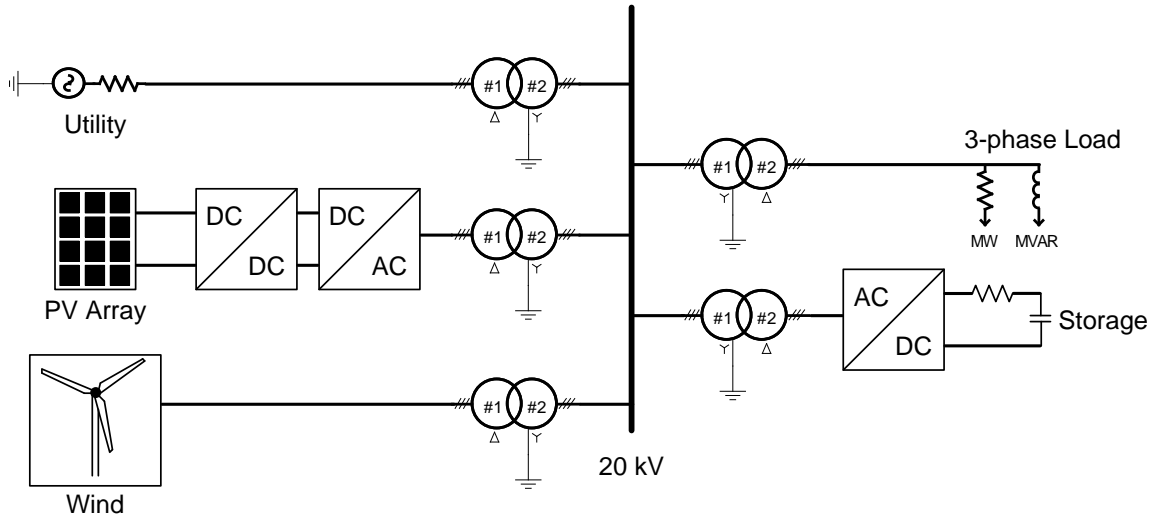 #1 #2
Δ Y
Utility
#1 #2
Y Δ
3-phase Load
MW MVAR
DC
DC
DC
AC
#1 #2
Δ Y
PV Array
#1 #2
Y Δ
AC
DC
Storage
#1 #2
Δ Y
20 kV
Wind